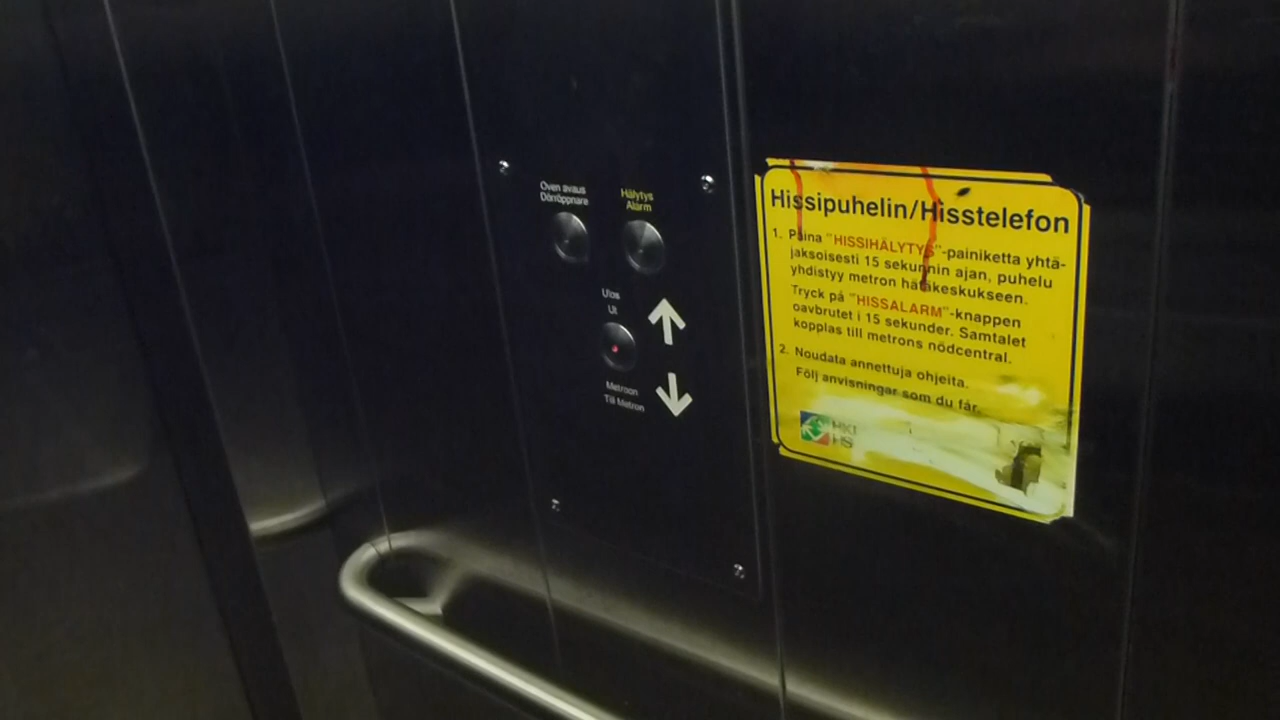 Oven avaus
Dörröppnare
Hälytys
Alarm
Ulos
Ut
Metroon
Till Metron
Hissipuhelin/Hisstelefon
1. Paina "HISSIHÄLYTYS"-painiketta yhtä-
jaksoisesti 15 sekunnin ajan, puhelu
yhdistyy metron hätäkeskukseen.
Tryck på "HISSALARM"-knappen
oavbrutet i 15 sekunder. Samtalet
kopplas till metrons nödcentral.
2. Noudata annettuja ohjeita.
Följ anvisningar som du får.
HKL
HS